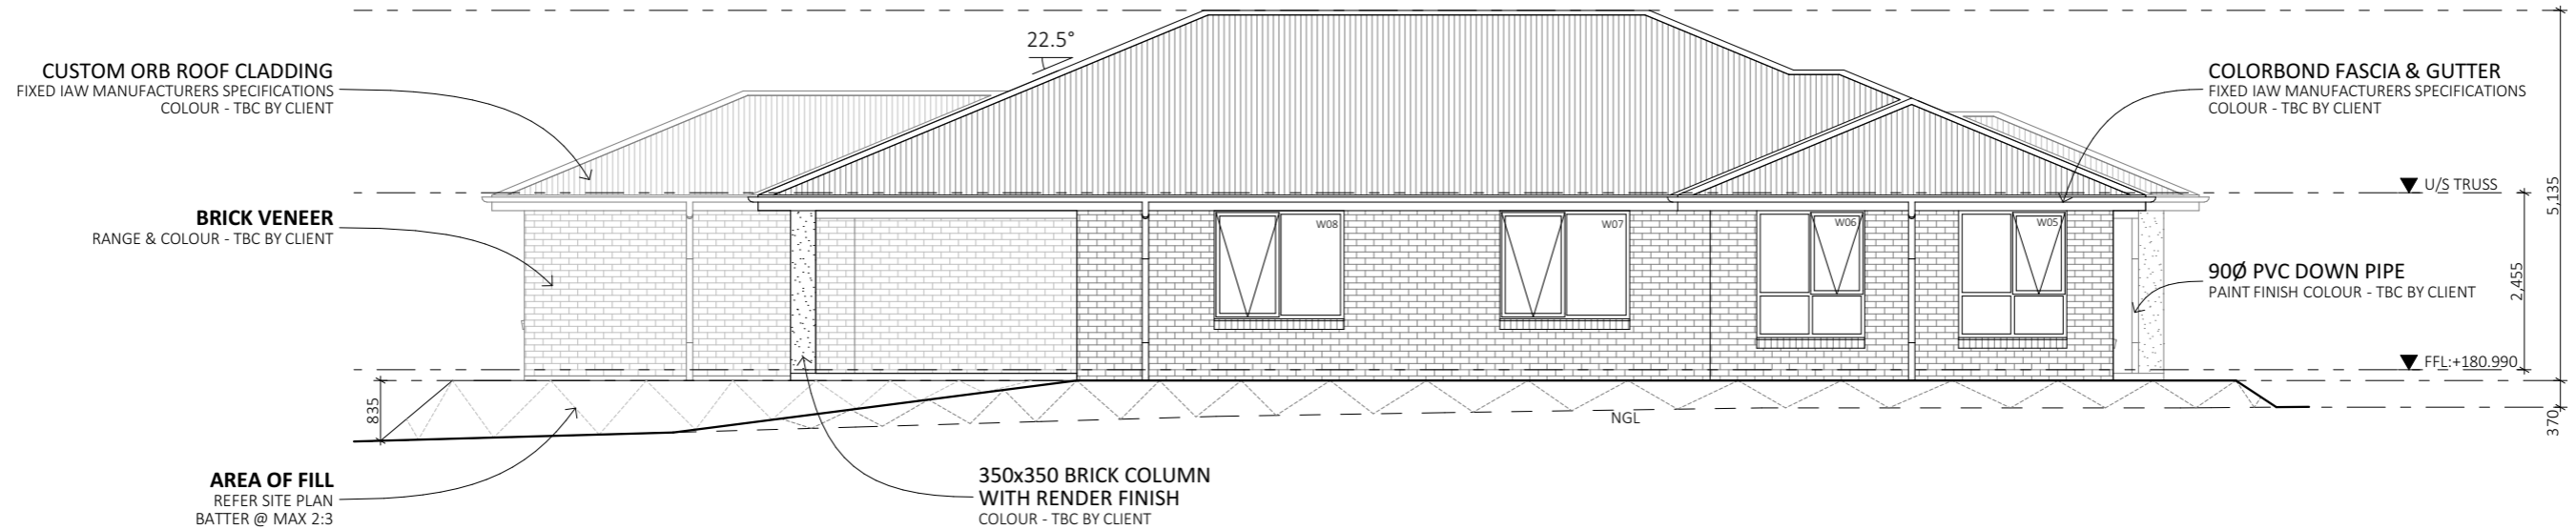 22.5°
CUSTOM ORB ROOF CLADDING
FIXED IAW MANUFACTURERS SPECIFICATIONS
COLOUR - TBC BY CLIENT
COLORBOND FASCIA & GUTTER
FIXED IAW MANUFACTURERS SPECIFICATIONS
COLOUR - TBC BY CLIENT
U/S TRUSS
5,135
BRICK VENEER
RANGE & COLOUR - TBC BY CLIENT
W08
W07
W06
W05
90Ø PVC DOWN PIPE
PAINT FINISH COLOUR - TBC BY CLIENT
2,455
FFL:+180.990
835
NGL
370
AREA OF FILL
REFER SITE PLAN
BATTER @ MAX 2:3
350x350 BRICK COLUMN
WITH RENDER FINISH
COLOUR - TBC BY CLIENT